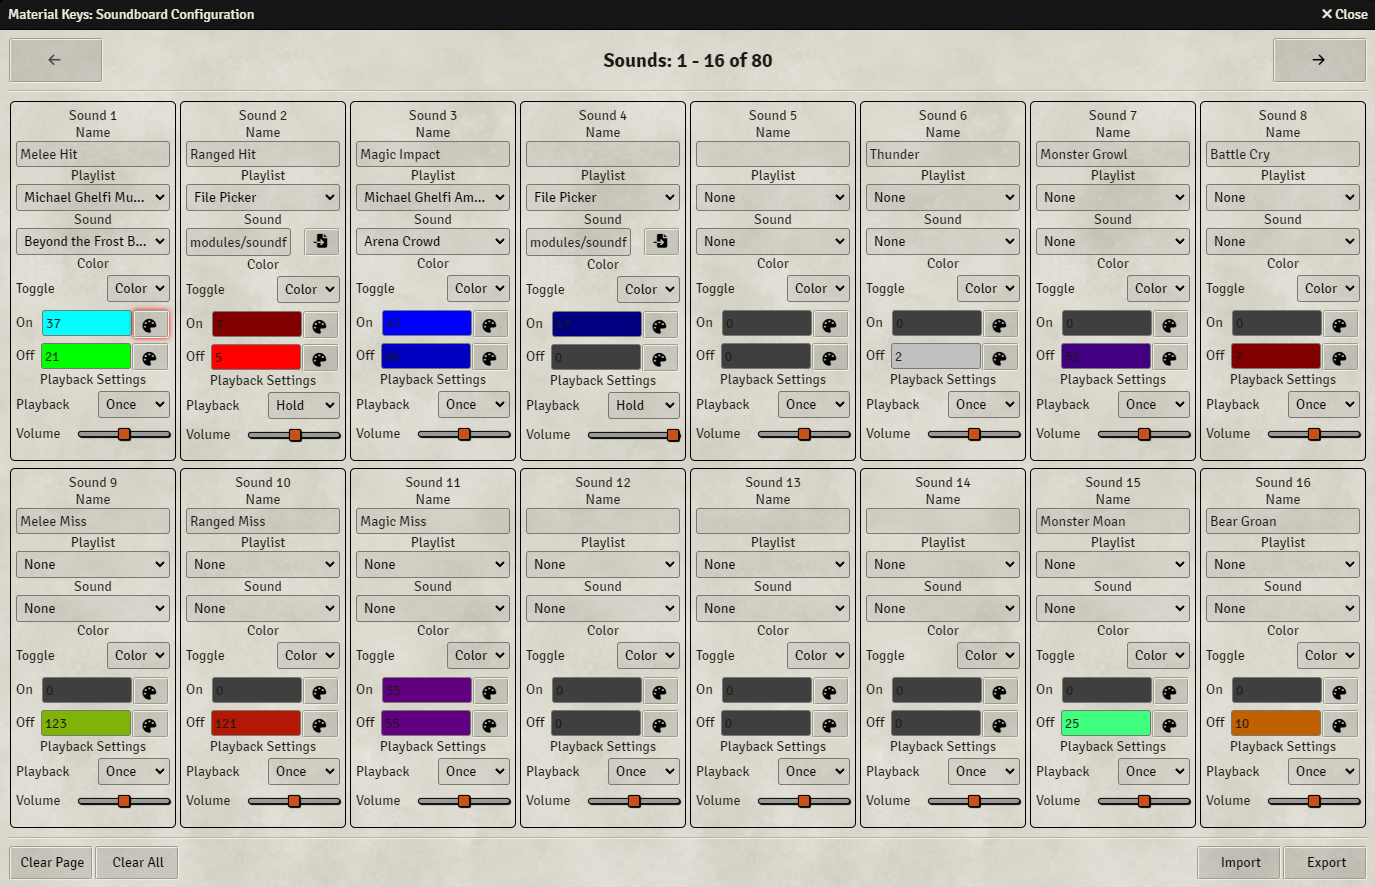 Material Keys: Soundboard Configuration
Close
Sounds: 1 - 16 of 80
Sound 1 Sound 2 Sound 3 Sound 4 Sound 5 Sound 6 Sound 7 Sound 8
Name Name Name Name Name Name Name Name
Melee Hit Ranged Hit Magic Impact Thunder Monster Growl Battle Cry
Playlist Playlist Playlist Playlist Playlist Playlist Playlist Playlist
Michael Ghelfi Mu... File Picker Michael Ghelfi Am... File Picker None None None None
Sound Sound Sound Sound Sound Sound Sound Sound
Beyond the Frost B... modules/soundf Arena Crowd modules/soundf None None None None
Color Color Color Color Color Color Color Color
Toggle Color Toggle Color Toggle Color Toggle Color Toggle Color Toggle Color Toggle Color Toggle Color
On 37 On 7 On On On 0 On 0 On 0 On 0
Off 21 Off 5 Off Off 0 Off 0 Off 2 Off 51 Off 7
Playback Settings Playback Settings Playback Settings Playback Settings Playback Settings Playback Settings Playback Settings Playback Settings
Playback Once Playback Hold Playback Once Playback Hold Playback Once Playback Once Playback Once Playback Once
Volume Volume Volume Volume Volume Volume Volume Volume
Sound 9 Sound 10 Sound 11 Sound 12 Sound 13 Sound 14 Sound 15 Sound 16
Name Name Name Name Name Name Name Name
Melee Miss Ranged Miss Magic Miss Monster Moan Bear Groan
Playlist Playlist Playlist Playlist Playlist Playlist Playlist Playlist
None None None None None None None None
Sound Sound Sound Sound Sound Sound Sound Sound
None None None None None None None None
Color Color Color Color Color Color Color Color
Toggle Color Toggle Color Toggle Color Toggle Color Toggle Color Toggle Color Toggle Color Toggle Color
On 0 On 0 On 55 On 0 On 0 On 0 On 0 On 0
Off 123 Off 121 Off 55 Off 0 Off 0 Off 0 Off 25 Off 10
Playback Settings Playback Settings Playback Settings Playback Settings Playback Settings Playback Settings Playback Settings Playback Settings
Playback Once Playback Once Playback Once Playback Once Playback Once Playback Once Playback Once Playback Once
Volume Volume Volume Volume Volume Volume Volume Volume
Clear Page Clear All Import Export